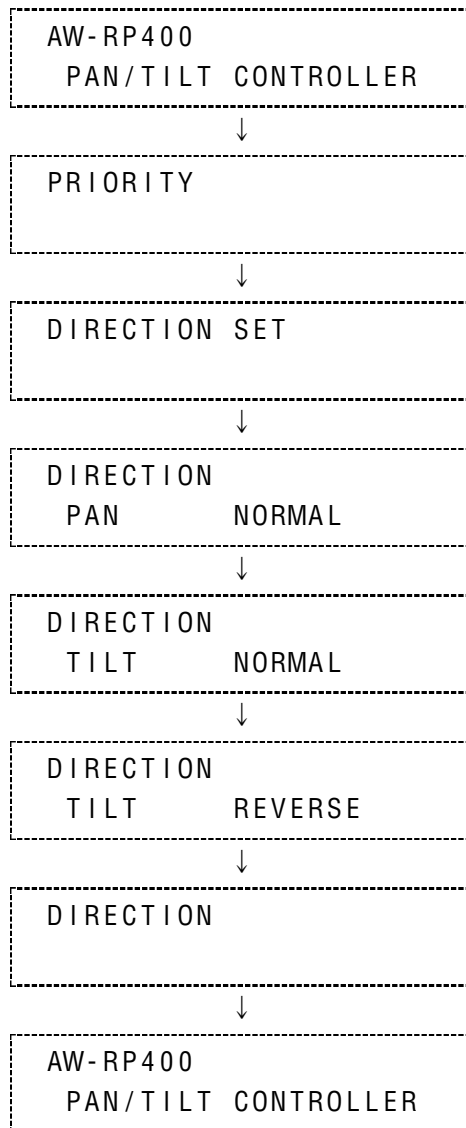 AW-RP400
PAN/TILT CONTROLLER
↓
PRIORITY
↓
DIRECTION SET
↓
DIRECTION
PAN NORMAL
↓
DIRECTION
TILT NORMAL
↓
DIRECTION
TILT REVERSE
↓
DIRECTION
↓
AW-RP400
PAN/TILT CONTROLLER